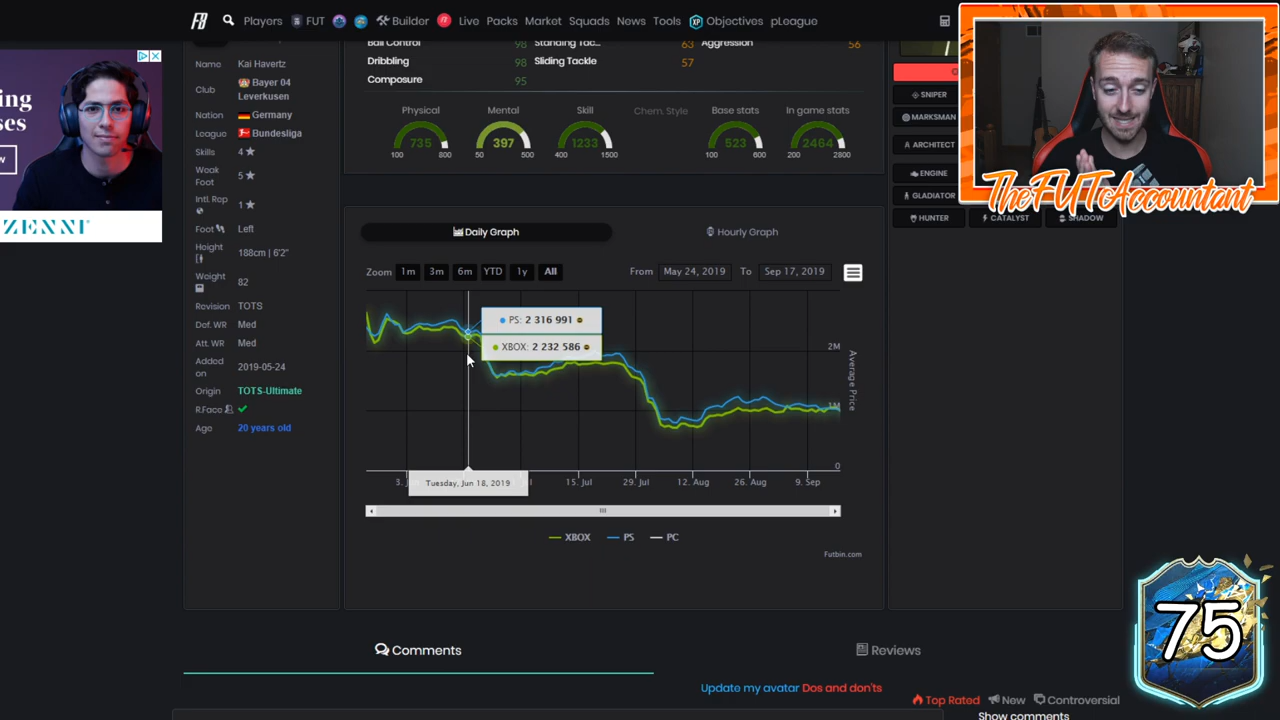 F8 Players FUT Builder Live Packs Market Squads News Tools XP Objectives pLeague
Ball Control 98 Standing Tac... 63 Aggression 56
Dribbling 98 Sliding Tackle 57
Composure 95
Name Kai Havertz
Club Bayer 04 Leverkusen
Nation Germany
League Bundesliga
Skills 4
Weak Foot 5
Intl. Rep 1
Foot Left
Height 188cm | 6'2"
Weight 82
Revision TOTS
Def. WR Med
Att. WR Med
Added on 2019-05-24
Origin TOTS-Ultimate
R.Face
Age 20 years old
ZENNI
Physical Mental Skill Chem. Style Base stats In game stats
735 397 1233 523 2464
100 800 50 500 400 1500 100 600 200 2800
Daily Graph Hourly Graph
Zoom 1m 3m 6m YTD 1y All From May 24, 2019 To Sep 17, 2019
PS: 2 316 991
XBOX: 2 232 586
2M
1M
0
Average Price
Tuesday, Jun 18, 2019
15. Jul 29. Jul 12. Aug 26. Aug 9. Sep
XBOX PS PC
Futbin.com
SNIPER
MARKSMAN
ARCHITECT
ENGINE
GLADIATOR
HUNTER CATALYST SHADOW
TheFUTAccountant
75
Comments Reviews
Update my avatar Dos and don'ts
Top Rated New Controversial
Show comments